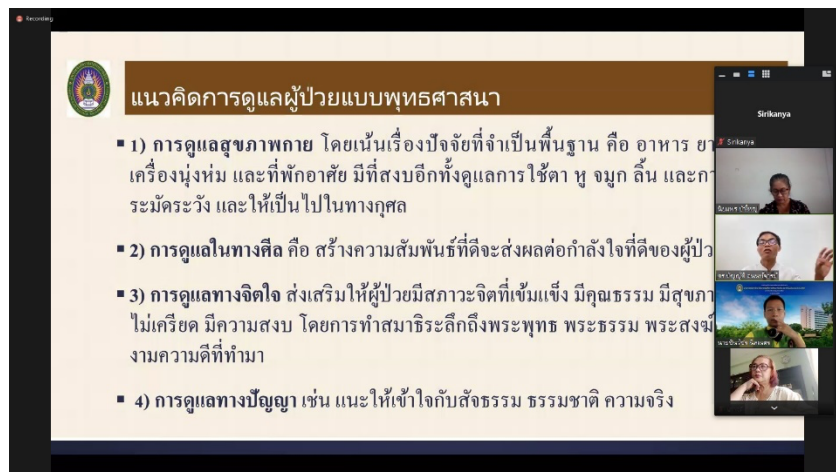 Recording
แนวคิดการดูแลผู้ป่วยแบบพุทธศาสนา
▪ 1) การดูแลสุขภาพกาย โดยเน้นเรื่องปัจจัยที่จำเป็นพื้นฐาน คือ อาหาร ยา
เครื่องนุ่งห่ม และที่พักอาศัย มีที่สงบอีกทั้งดูแลการใช้ตา หู จมูก ลิ้น และกา
ระมัดระวัง และให้เป็นไปในทางกุศล
▪ 2) การดูแลในทางศีล คือ สร้างความสัมพันธ์ที่ดีจะส่งผลต่อกำลังใจที่ดีของผู้ป่ว
▪ 3) การดูแลทางจิตใจ ส่งเสริมให้ผู้ป่วยมีสภาวะจิตที่เข้มแข็ง มีคุณธรรม มีสุขภา
ไม่เครียด มีความสงบ โดยการทำสมาธิระลึกถึงพระพุทธ พระธรรม พระสงฆ์
งามความดีที่ทำมา
▪ 4) การดูแลทางปัญญา เช่น แนะให้เข้าใจกับสัจธรรม ธรรมชาติ ความจริง
Sirikanya
Sirikanya